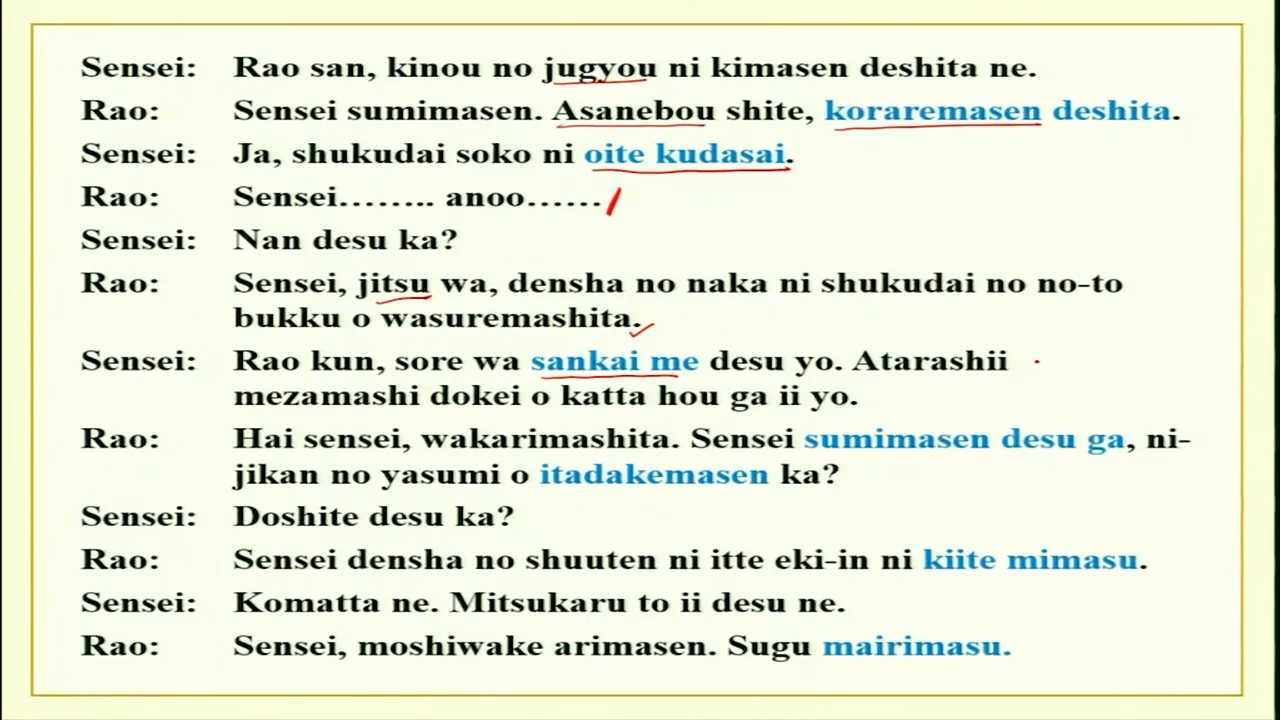 Sensei: Rao san, kinou no jugyou ni kimasen deshita ne.
Rao: Sensei sumimasen. Asanebou shite, koraremasen deshita.
Sensei: Ja, shukudai soko ni oite kudasai.
Rao: Sensei…….. anoo……
Sensei: Nan desu ka?
Rao: Sensei, jitsu wa, densha no naka ni shukudai no no-to
bukku o wasuremashita.
Sensei: Rao kun, sore wa sankai me desu yo. Atarashii
mezamashi dokei o katta hou ga ii yo.
Rao: Hai sensei, wakarimashita. Sensei sumimasen desu ga, ni-
jikan no yasumi o itadakemasen ka?
Sensei: Doshite desu ka?
Rao: Sensei densha no shuuten ni itte eki-in ni kiite mimasu.
Sensei: Komatta ne. Mitsukaru to ii desu ne.
Rao: Sensei, moshiwake arimasen. Sugu mairimasu.